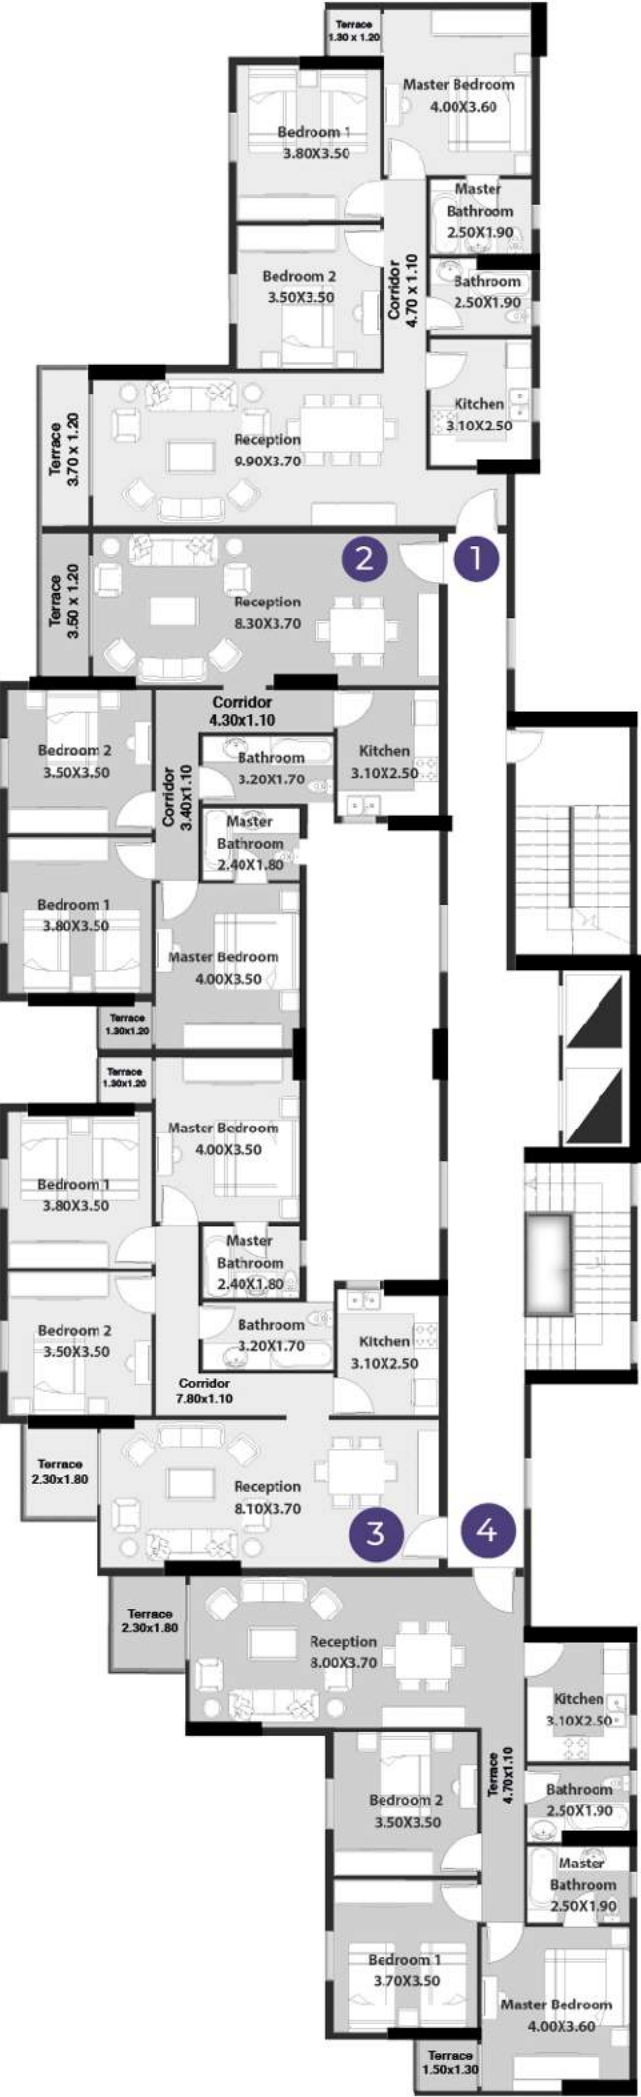 Terrace
1.30 x 1.20
Master Bedroom
4.00X3.60
Bedroom 1
3.80X3.50
Master
Bathroom
2.50X1.90
Bedroom 2
3.50X3.50
Corridor
4.70 x 1.10
Bathroom
2.50X1.90
Kitchen
3.10X2.50
Terrace
3.70 x 1.20
Reception
9.90X3.70
2
1
Terrace
3.50 x 1.20
Reception
8.30X3.70
Corridor
4.30x1.10
Bedroom 2
3.50X3.50
Corridor
3.40x1.10
Bathroom
3.20X1.70
Kitchen
3.10X2.50
Master
Bathroom
2.40X1.80
Bedroom 1
3.80X3.50
Master Bedroom
4.00X3.50
Terrace
1.30x1.20
Terrace
1.30x1.20
Master Bedroom
4.00X3.50
Bedroom 1
3.80X3.50
Master
Bathroom
2.40X1.80
Bedroom 2
3.50X3.50
Bathroom
3.20X1.70
Kitchen
3.10X2.50
Corridor
7.80x1.10
Terrace
2.30x1.80
Reception
8.10X3.70
3
4
Terrace
2.30x1.80
Reception
8.00X3.70
Kitchen
3.10X2.50
Terrace
4.70x1.10
Bedroom 2
3.50X3.50
Bathroom
2.50X1.90
Master
Bathroom
2.50X1.90
Bedroom 1
3.70X3.50
Master Bedroom
4.00X3.60
Terrace
1.50x1.30